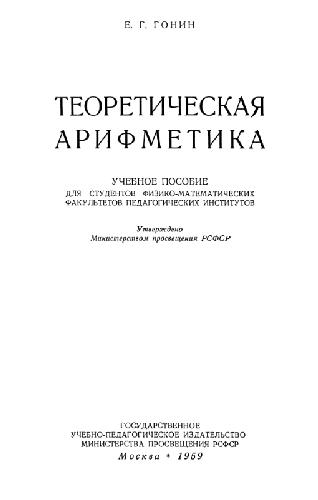 Е. Г. ГОНИН
ТЕОРЕТИЧЕСКАЯ
АРИФМЕТИКА
УЧЕБНОЕ ПОСОБИЕ
ДЛЯ СТУДЕНТОВ ФИЗИКО-МАТЕМАТИЧЕСКИХ
ФАКУЛЬТЕТОВ ПЕДАГОГИЧЕСКИХ ИНСТИТУТОВ
Утверждено
Министерством просвещения РСФСР
ГОСУДАРСТВЕННОЕ
УЧЕБНО-ПЕДАГОГИЧЕСКОЕ ИЗДАТЕЛЬСТВО
МИНИСТЕРСТВА ПРОСВЕЩЕНИЯ РСФСР
Москва * 1969